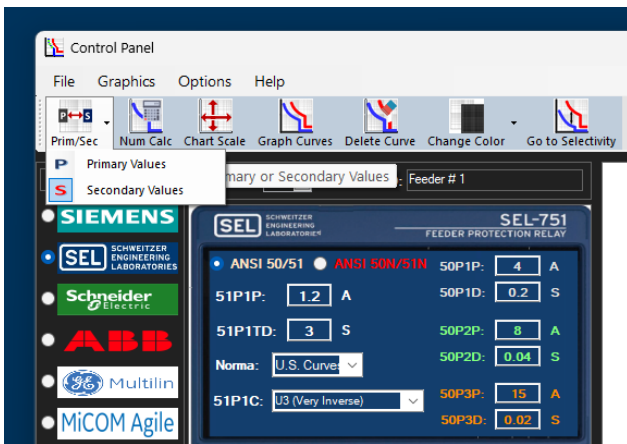 Control Panel
File Graphics Options Help
P S
Prim/Sec Num Calc Chart Scale Graph Curves Delete Curve Change Color Go to Selectivity
P Primary Values
S Secondary Values
mary or Secondary Values
Feeder # 1
SIEMENS
SEL SCHWEITZER
ENGINEERING
LABORATORIES
Schneider
Electric
ABB
GE Multilin
MiCOM Agile
SEL SCHWEITZER
ENGINEERING
LABORATORIES
SEL-751
FEEDER PROTECTION RELAY
ANSI 50/51 ANSI 50N/51N
51P1P: 1.2 A
51P1TD: 3 S
Norma: U.S. Curve
51P1C: U3 (Very Inverse)
50P1P: 4 A
50P1D: 0.2 S
50P2P: 8 A
50P2D: 0.04 S
50P3P: 15 A
50P3D: 0.02 S